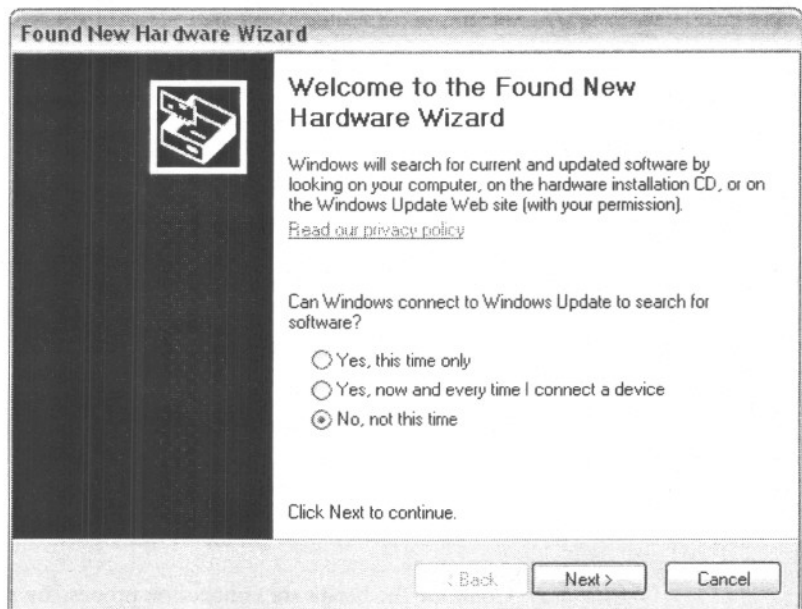 Found New Hardware Wizard
Welcome to the Found New
Hardware Wizard
Windows will search for current and updated software by
looking on your computer, on the hardware installation CD, or on
the Windows Update Web site (with your permission).
Read our privacy policy
Can Windows connect to Windows Update to search for
software?
Yes, this time only
Yes, now and every time I connect a device
No, not this time
Click Next to continue.
< Back
Next >
Cancel